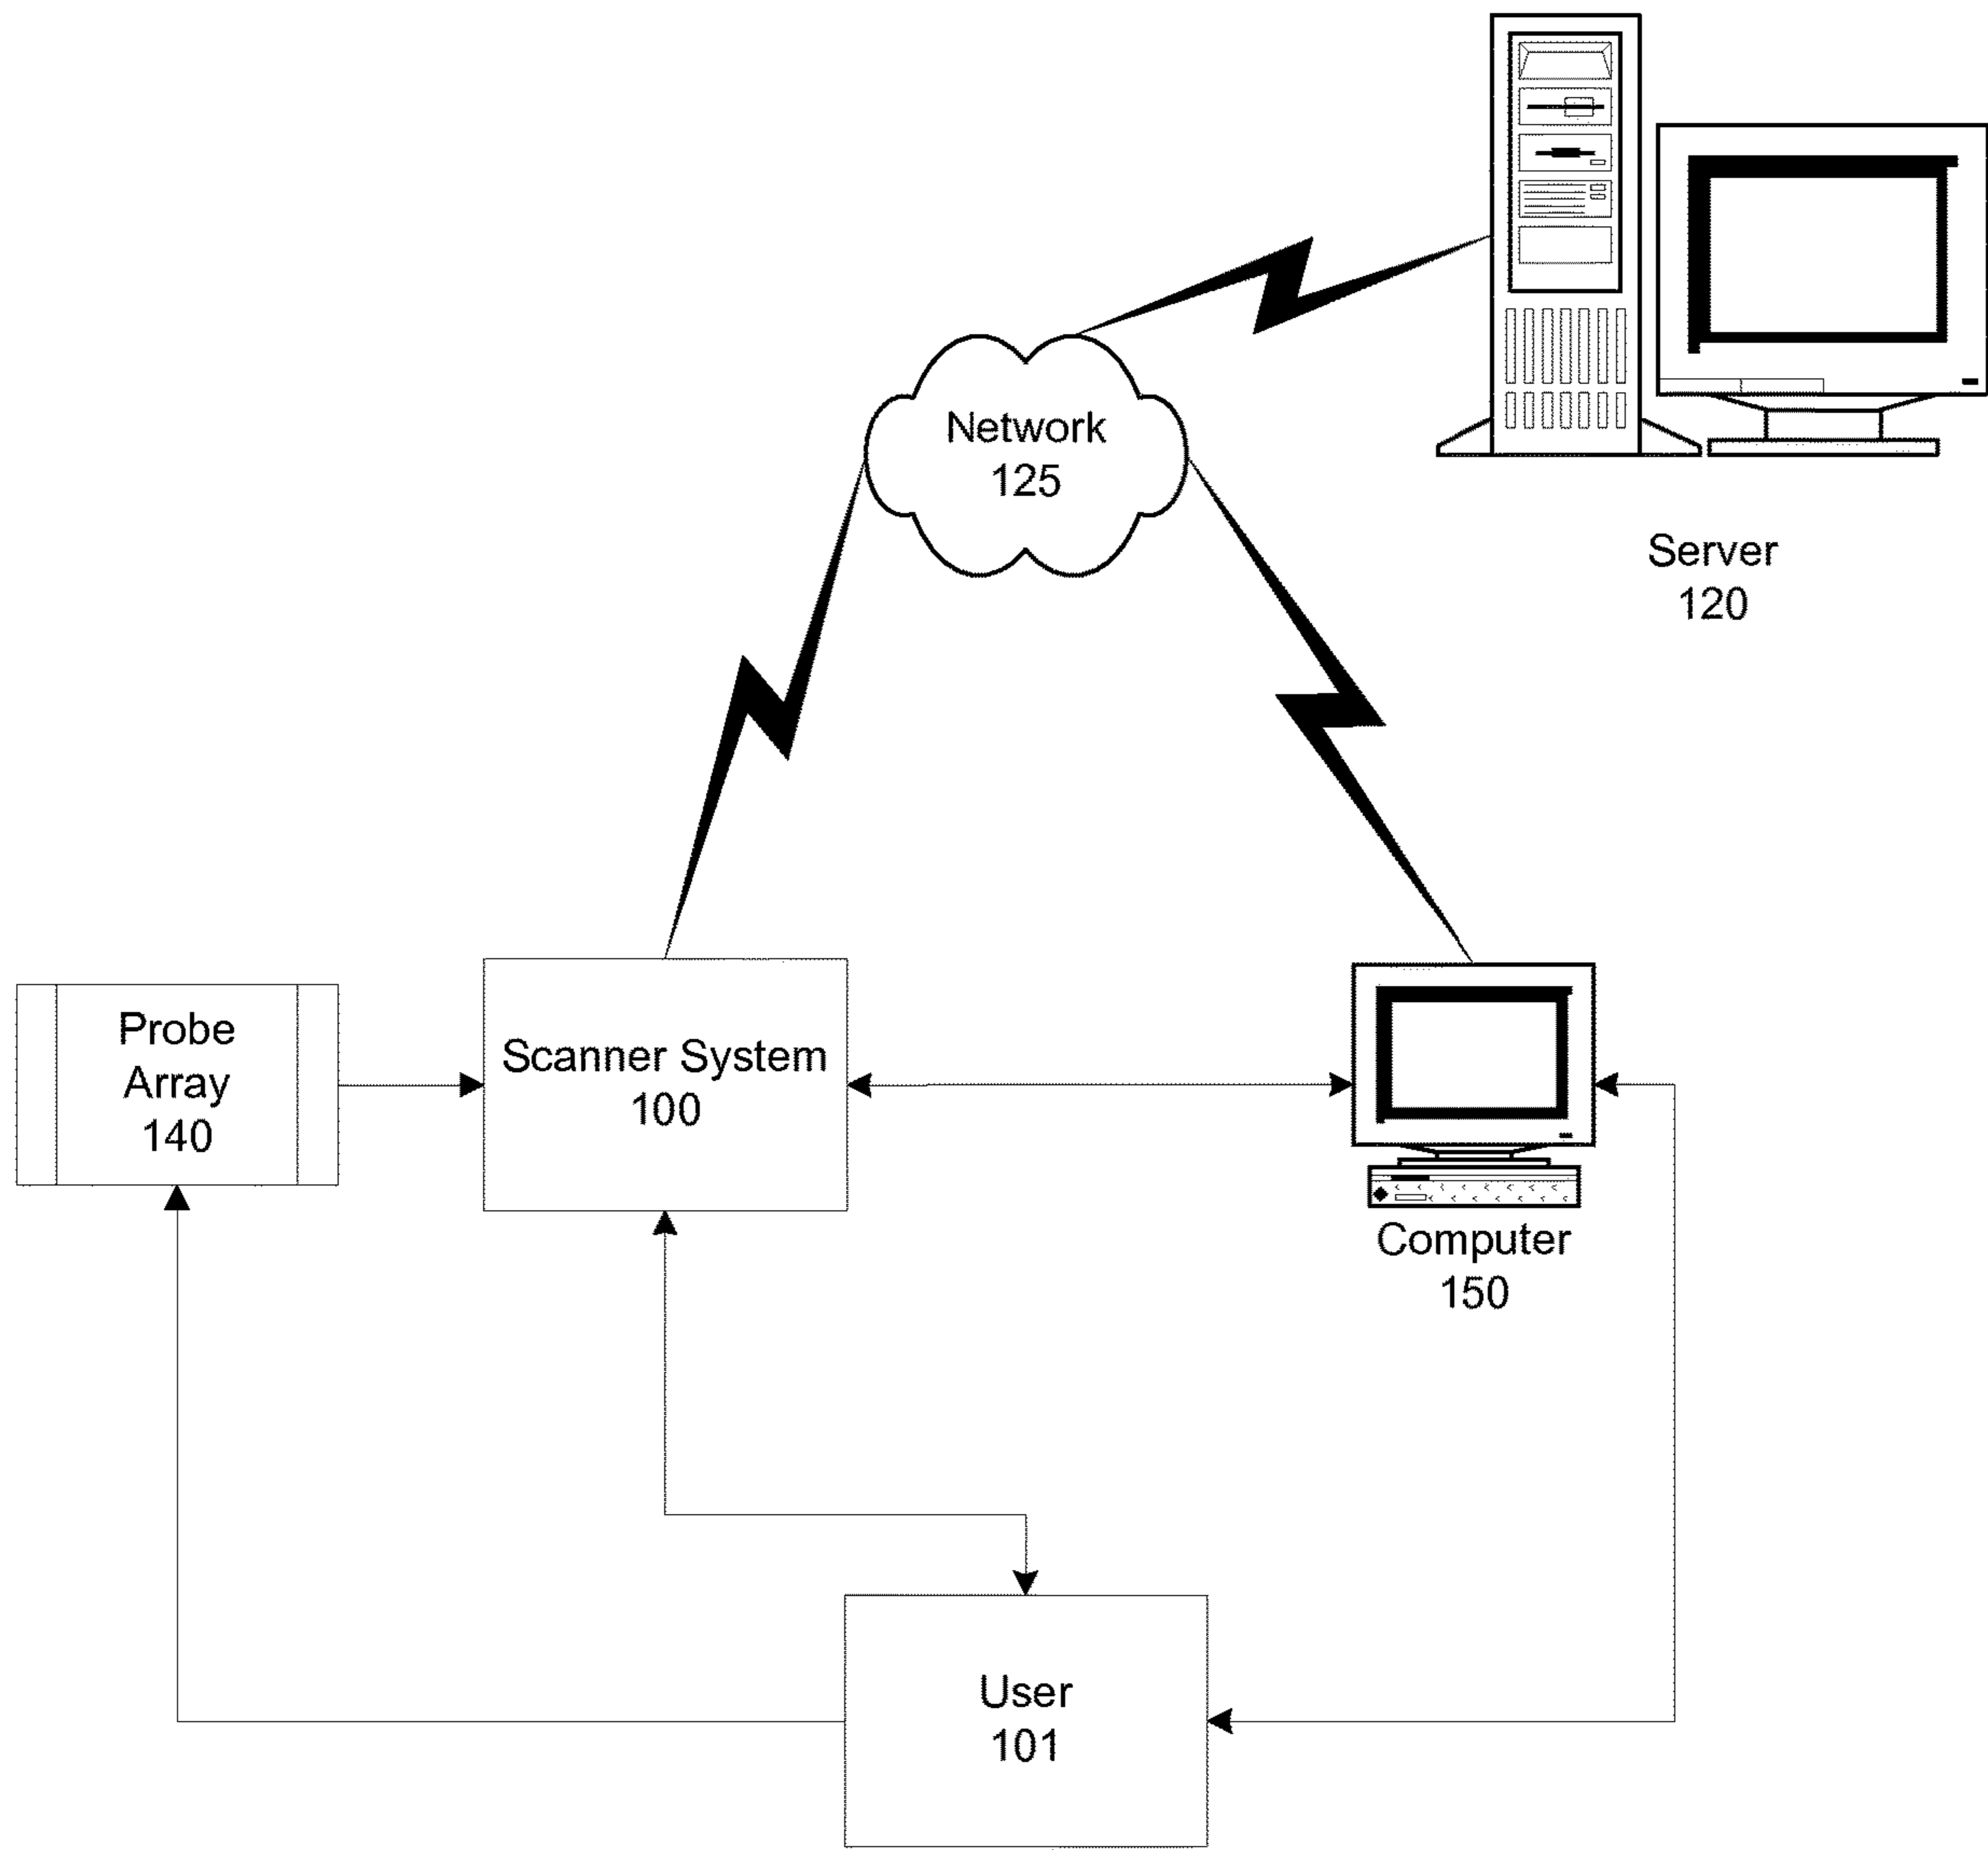 Network
125
Server
120
Probe
Array
140
Scanner System
100
Computer
150
User
101